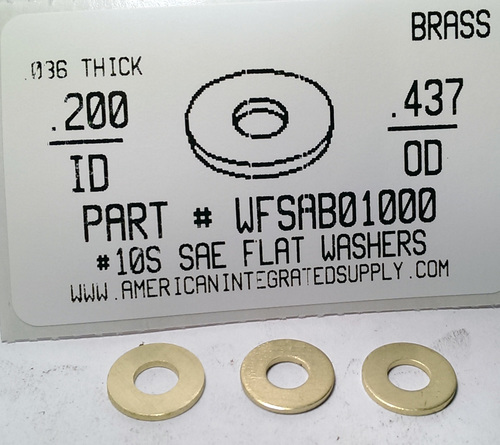 BRASS
.036 THICK
.200
ID
.437
OD
PART # WFSAB01000
#10S SAE FLAT WASHERS
WWW.AMERICANINTEGRATEDSUPPLY.COM